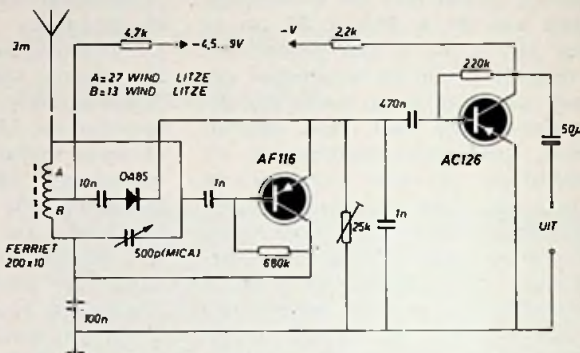 3m
4,7k
-4,5...9V
-V
2,2k
A=27 WIND LITZE
B=13 WIND LITZE
220k
470n
AF116
AC126
50µ
A
B
10n
OA85
1n
500p(MICA)
680k
25k
1n
UIT
FERRIET
200x10
100n